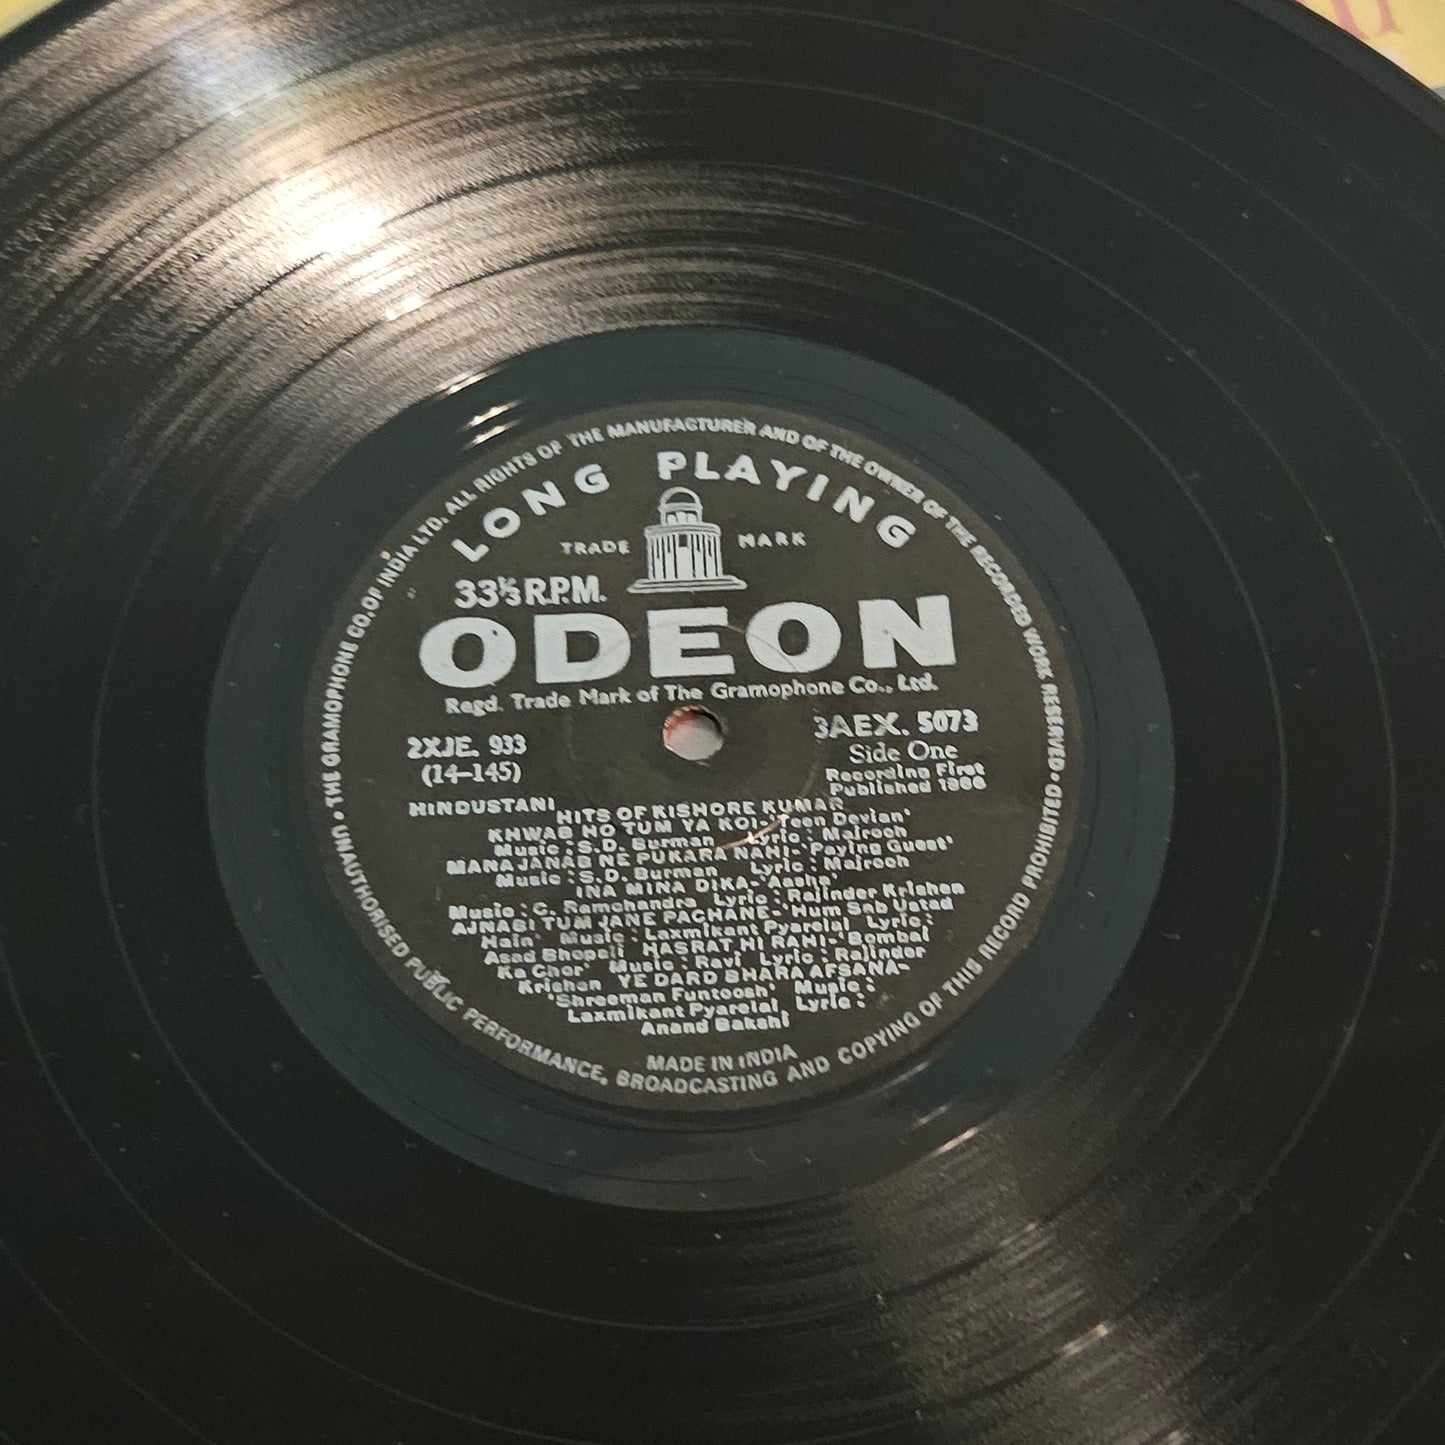 THE GRAMOPHONE CO. OF INDIA LTD. ALL RIGHTS OF THE MANUFACTURER AND OF THE OWNER OF THE RECORDED WORK RESERVED • UNAUTHORISED PUBLIC PERFORMANCE, BROADCASTING AND COPYING OF THIS RECORD PROHIBITED •
LONG PLAYING
TRADE MARK
33⅓ R.P.M.
ODEON
Regd. Trade Mark of The Gramophone Co., Ltd.
2XJE. 933
(14-145)
3AEX. 5073
Side One
Recording First
Published 1966
HINDUSTANI
HITS OF KISHORE KUMAR
KHWAB HO TUM YA KOI-'Teen Devian'
Music : S.D. Burman Lyric : Majrooh
MANA JANAB NE PUKARA NAHI-'Paying Guest'
Music : S.D. Burman Lyric : Majrooh
INA MINA DIKA-'Aasha'
Music : C. Ramchandra Lyric : Rajinder Krishan
AJNABI TUM JANE PACHANE-'Hum Sab Ustad
Hain' Music : Laxmikant Pyarelal Lyric :
Asad Bhopali HASRAT HI RAHI-'Bombai
Ka Chor' Music : Ravi Lyric : Rajinder
Krishan YE DARD BHARA AFSANA-
'Shreeman Funtoosh' Music :
Laxmikant Pyarelal Lyric :
Anand Bakshi
MADE IN INDIA